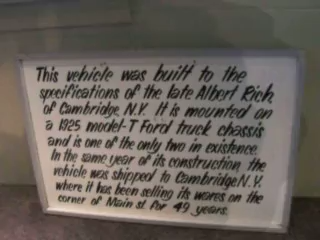 This vehicle was built to the
specifications of the late Albert Rich
of Cambridge, N.Y. It is mounted on
a 1925 model-T Ford truck chassis
and is one of the only two in existence.
In the same year of its construction the
vehicle was shipped to Cambridge N.Y.
where it has been selling its wares on the
corner of Main st. for 49 years.